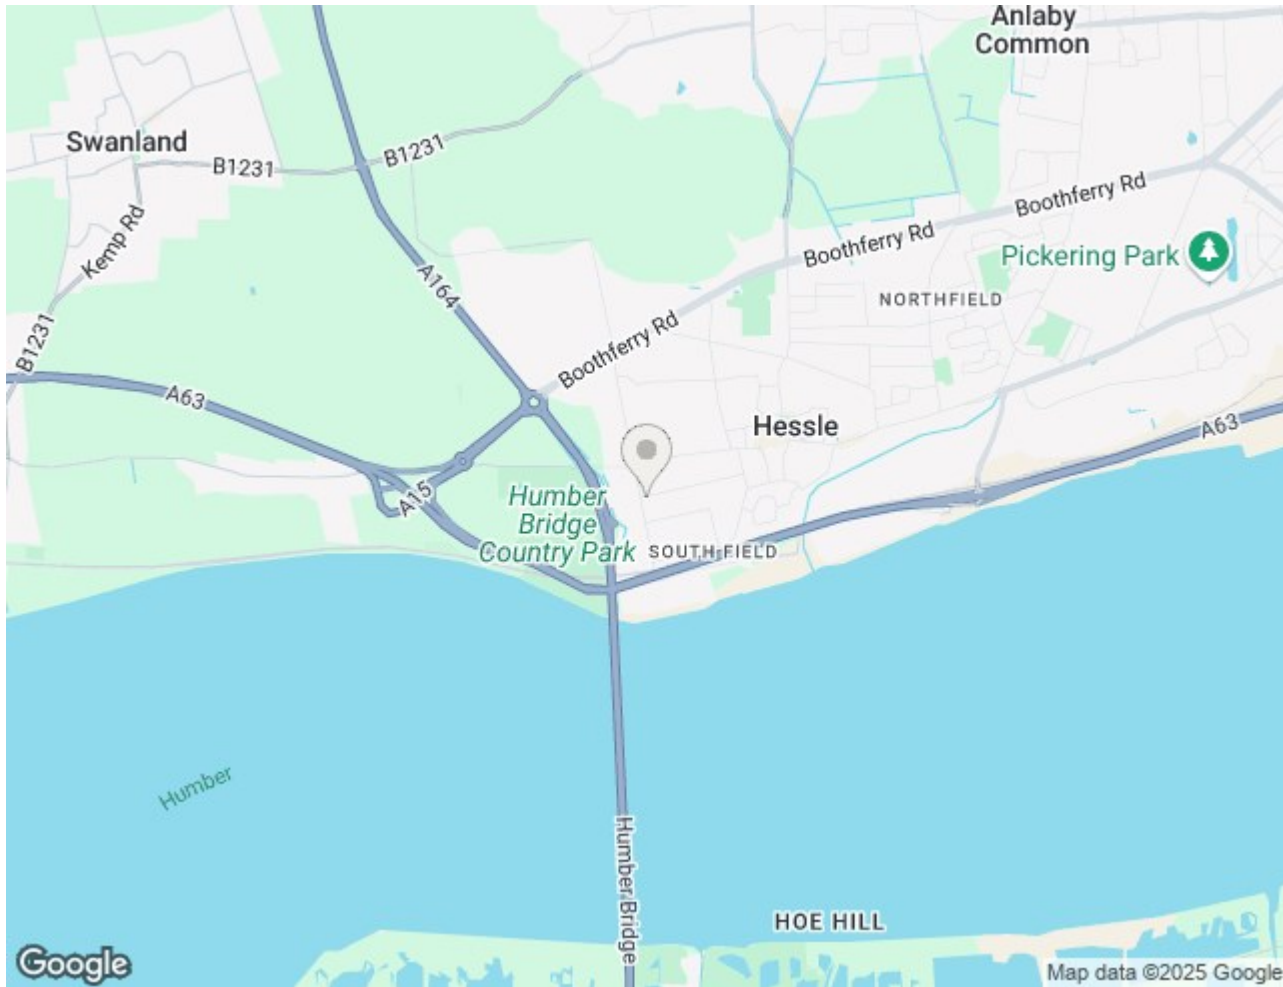 Anlaby
Common
Swanland
B1231
B1231
Boothferry Rd
Kemp Rd
Boothferry Rd
Pickering Park
A164
NORTHFIELD
B1231
Boothferry Rd
A63
Hessle
A63
A15
Humber
Bridge
Country Park
SOUTH FIELD
Humber
Humber Bridge
HOE HILL
Google
Map data ©2025 Google